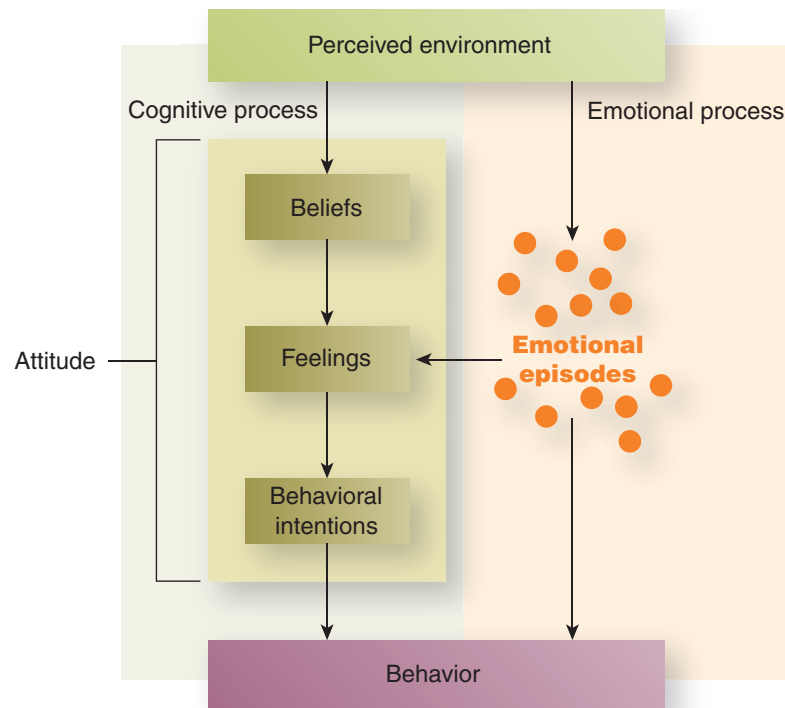 Perceived environment
Cognitive process
Emotional process
Beliefs
Attitude
Feelings
Emotional
episodes
Behavioral
intentions
Behavior